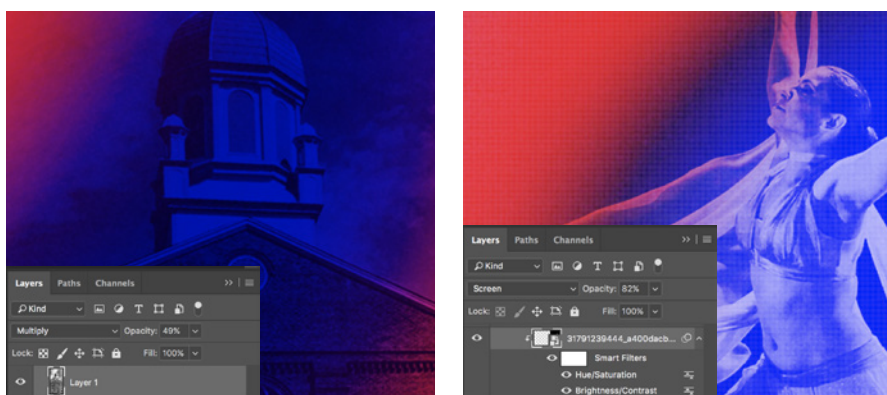 Layers Paths Channels
Kind
Multiply Opacity: 49%
Lock: Fill: 100%
Layer 1
Layers Paths Channels
Kind
Screen Opacity: 82%
Lock: Fill: 100%
31791239444_a400dacb...
Smart Filters
Hue/Saturation
Brightness/Contrast